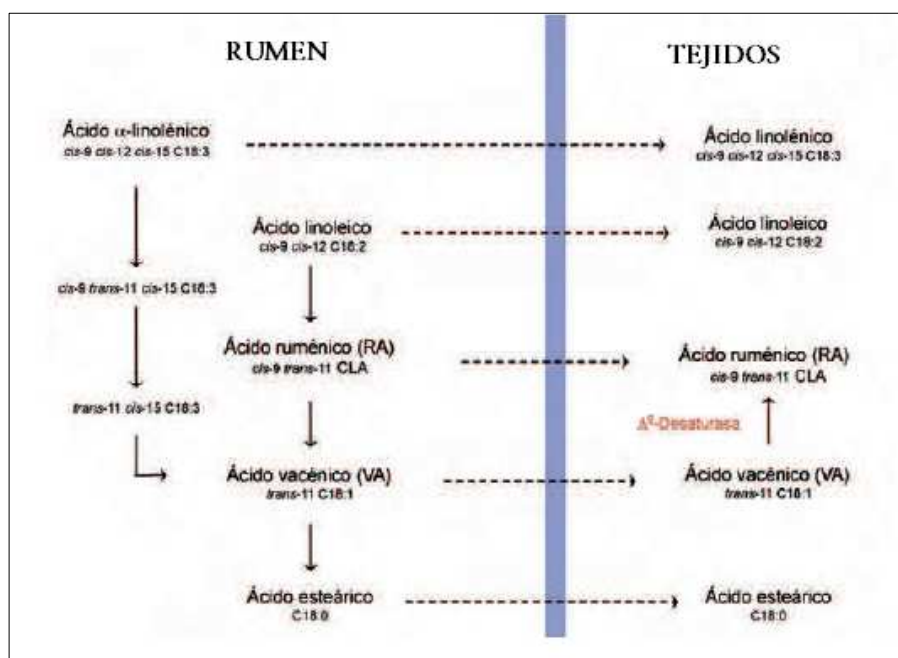 RUMEN
TEJIDOS
Ácido α-linolénico
cis-9 cis-12 cis-15 C18:3
Ácido linolénico
cis-9 cis-12 cis-15 C18:3
Ácido linoleico
cis-9 cis-12 C18:2
Ácido linoleico
cis-9 cis-12 C18:2
cis-9 trans-11 cis-15 C18:3
Ácido ruménico (RA)
cis-9 trans-11 CLA
Ácido ruménico (RA)
cis-9 trans-11 CLA
trans-11 cis-15 C18:3
Δ9-Desaturasa
Ácido vacénico (VA)
trans-11 C18:1
Ácido vacénico (VA)
trans-11 C18:1
Ácido esteárico
C18:0
Ácido esteárico
C18:0